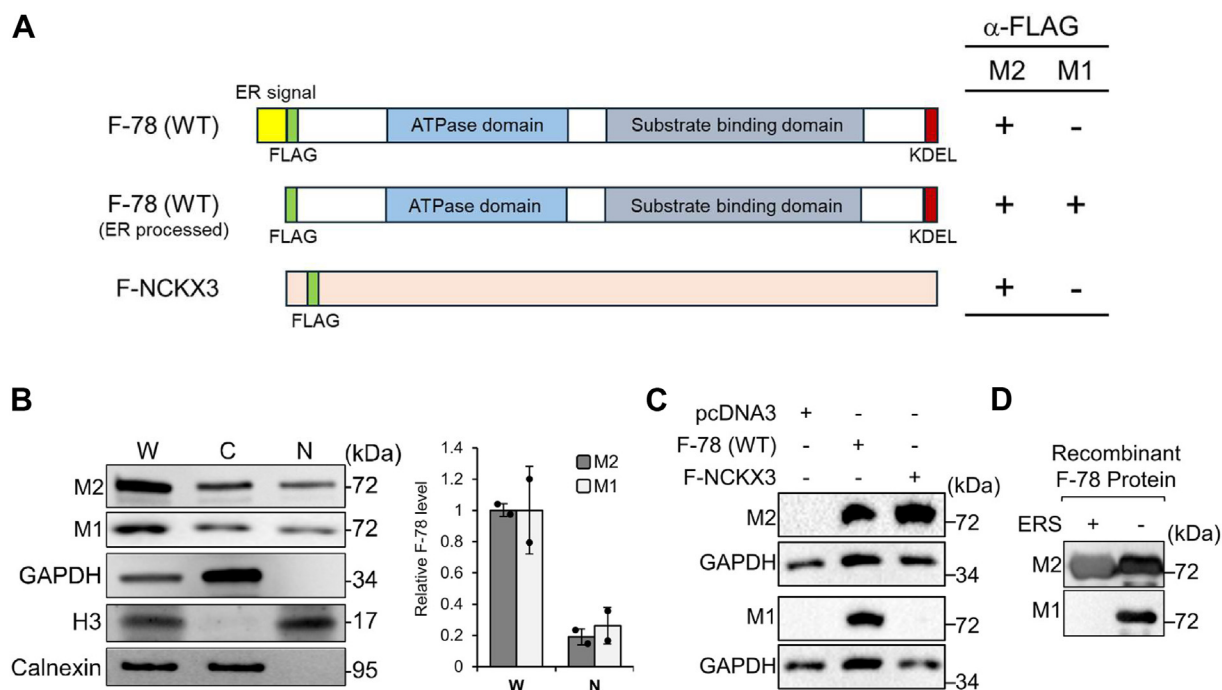 A
α-FLAG
M2 M1
ER signal
F-78 (WT) ATPase domain Substrate binding domain + -
FLAG KDEL
F-78 (WT) ATPase domain Substrate binding domain + +
(ER processed) FLAG KDEL
F-NCKX3 + -
FLAG
B
W C N (kDa)
M2 -72
M1 -72
GAPDH -34
H3 -17
Calnexin -95
Relative F-78 level
1.4
1.2
1
0.8
0.6
0.4
0.2
0
M2
M1
W N
C
pcDNA3 + - -
F-78 (WT) - + -
F-NCKX3 - - +
(kDa)
M2 -72
GAPDH -34
M1 -72
GAPDH -34
D
Recombinant
F-78 Protein
ERS + - (kDa)
M2 -72
M1 -72